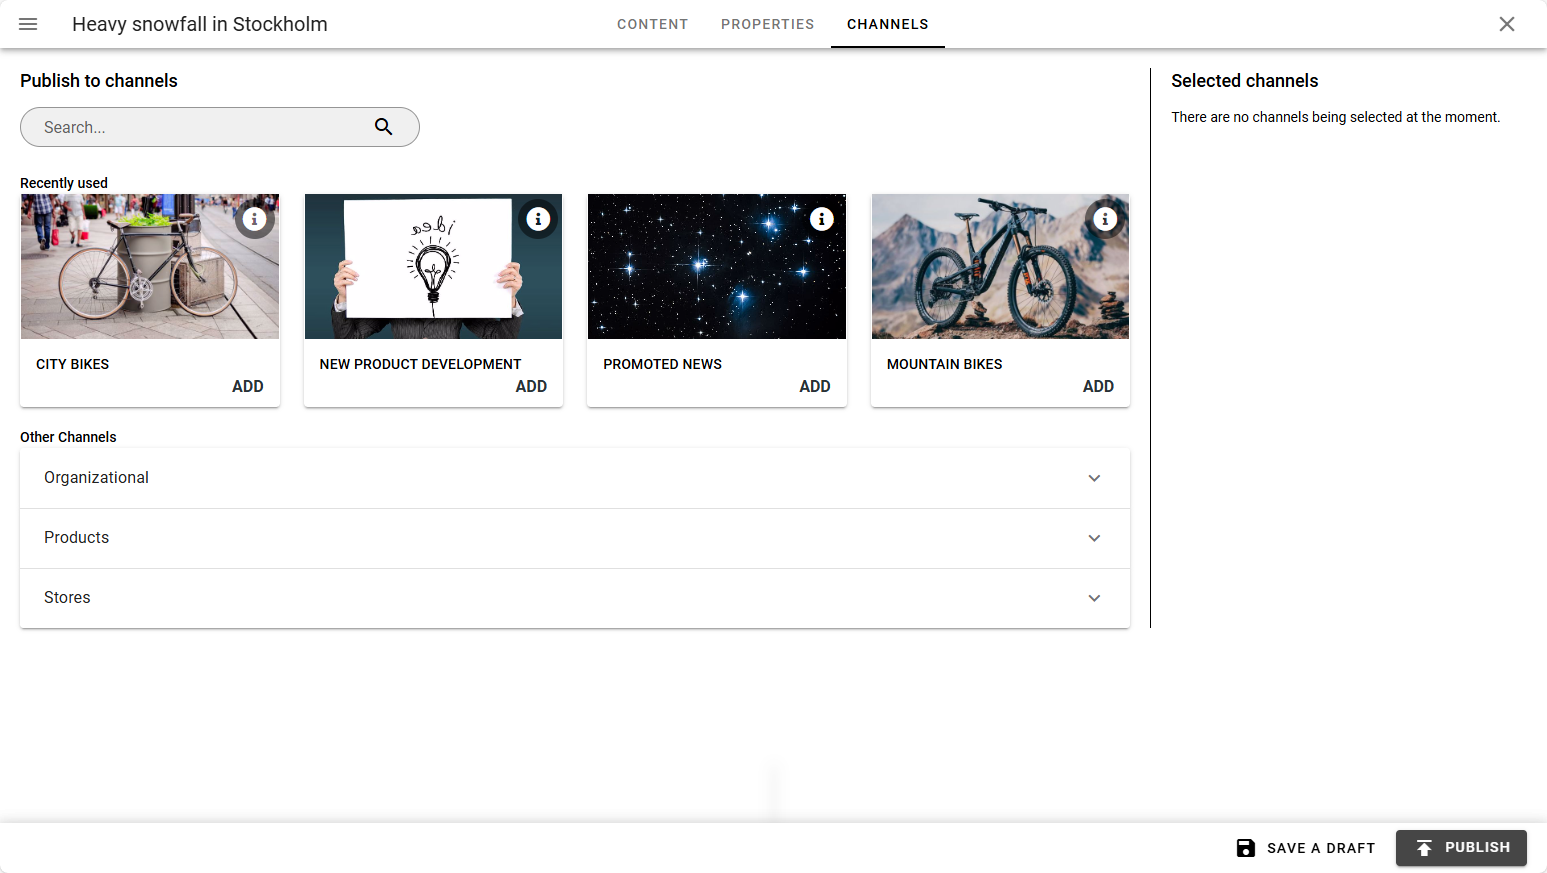 Heavy snowfall in Stockholm
CONTENT
PROPERTIES
CHANNELS
Publish to channels
Search...
Recently used
idea
CITY BIKES
ADD
NEW PRODUCT DEVELOPMENT
ADD
PROMOTED NEWS
ADD
MOUNTAIN BIKES
ADD
Other Channels
Organizational
Products
Stores
Selected channels
There are no channels being selected at the moment.
SAVE A DRAFT
PUBLISH